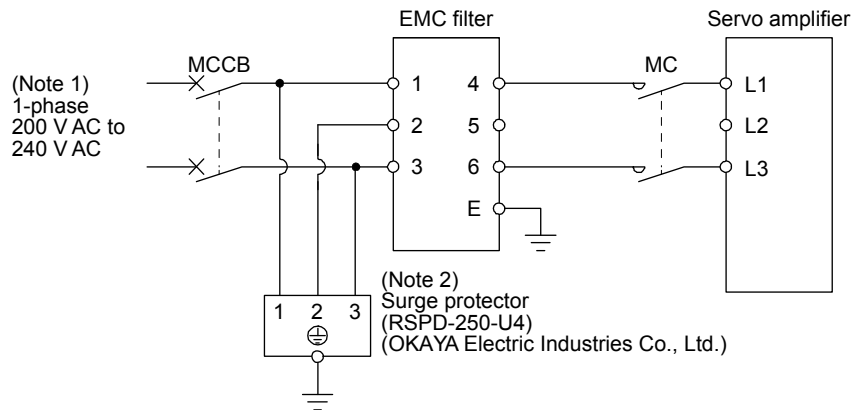 EMC filter
Servo amplifier
MCCB
MC
(Note 1)
1-phase
200 V AC to
240 V AC
1
4
L1
2
5
L2
3
6
L3
E
1 2 3
(Note 2)
Surge protector
(RSPD-250-U4)
(OKAYA Electric Industries Co., Ltd.)